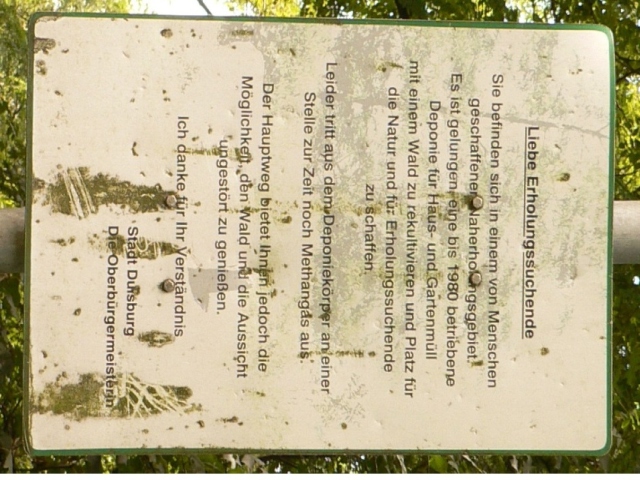 Liebe Erholungssuchende
Sie befinden sich in einem von Menschen
geschaffenen Naherholungsgebiet.
Es ist gelungen eine bis 1980 betriebene
Deponie für Haus- und Gartenmüll
mit einem Wald zu rekultivieren und Platz für
die Natur und für Erholungssuchende
zu schaffen.
Leider tritt aus dem Deponiekörper an einer
Stelle zur Zeit noch Methangas aus.
Der Hauptweg bietet Ihnen jedoch die
Möglichkeit, den Wald und die Aussicht
ungestört zu genießen.
Ich danke für Ihr Verständnis
Stadt Duisburg
Die Oberbürgermeisterin